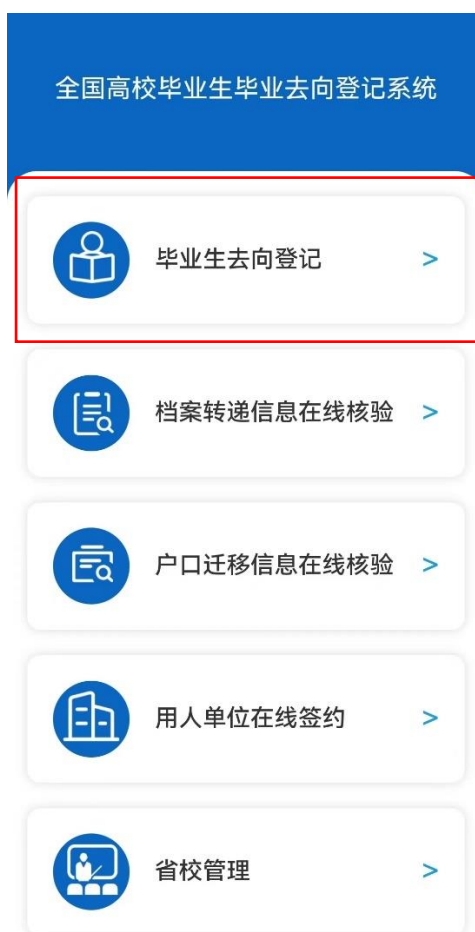 全国高校毕业生毕业去向登记系统
毕业生去向登记 >
档案转递信息在线核验 >
户口迁移信息在线核验 >
用人单位在线签约 >
省校管理 >